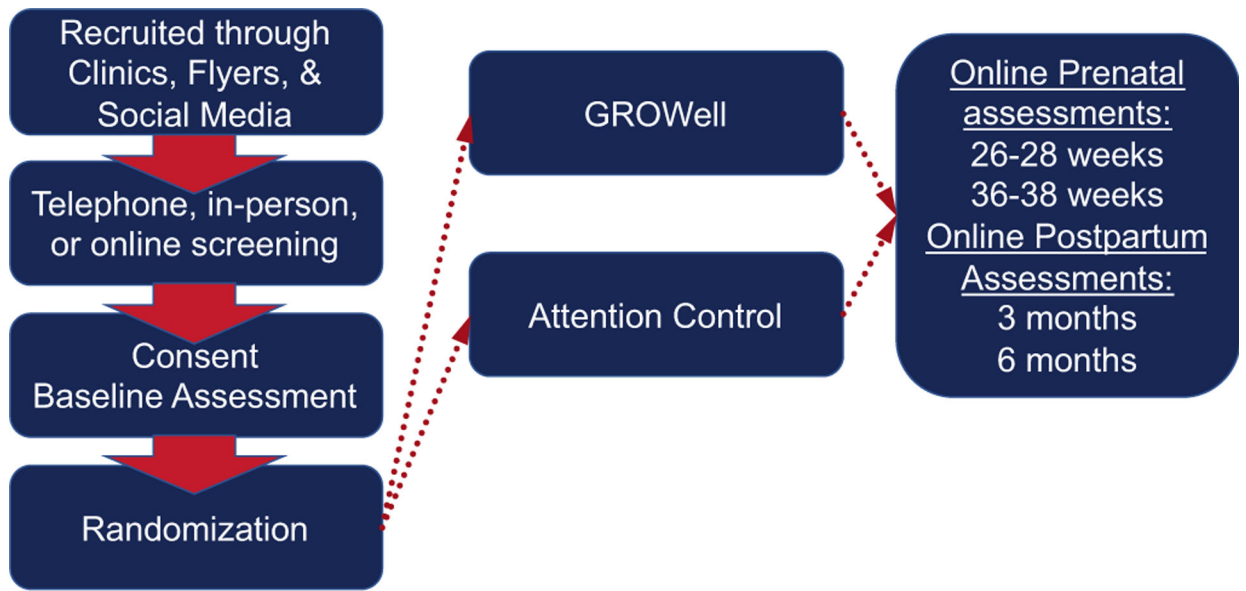 Recruited through
Clinics, Flyers, &
Social Media
Telephone, in-person,
or online screening
Consent
Baseline Assessment
Randomization
GROWell
Attention Control
Online Prenatal
assessments:
26-28 weeks
36-38 weeks
Online Postpartum
Assessments:
3 months
6 months